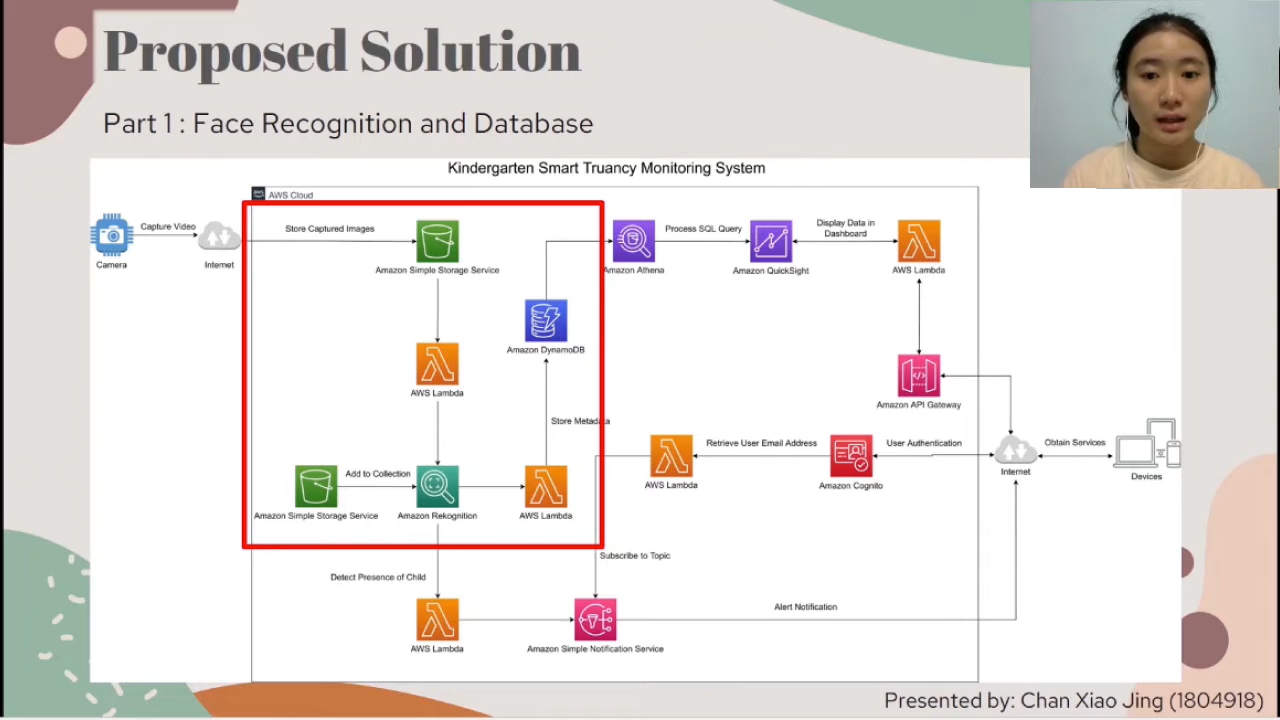 Proposed Solution
Part 1 : Face Recognition and Database
Kindergarten Smart Truancy Monitoring System
aws
AWS Cloud
Capture Video
Camera
Internet
Store Captured Images
Amazon Simple Storage Service
AWS Lambda
Add to Collection
Amazon Simple Storage Service
Amazon Rekognition
AWS Lambda
Store Metadata
Amazon DynamoDB
Amazon Athena
Process SQL Query
Amazon QuickSight
Display Data in
Dashboard
AWS Lambda
Amazon API Gateway
AWS Lambda
Retrieve User Email Address
Amazon Cognito
User Authentication
Internet
Obtain Services
Devices
Subscribe to Topic
Detect Presence of Child
AWS Lambda
Amazon Simple Notification Service
Alert Notification
Presented by: Chan Xiao Jing (1804918)